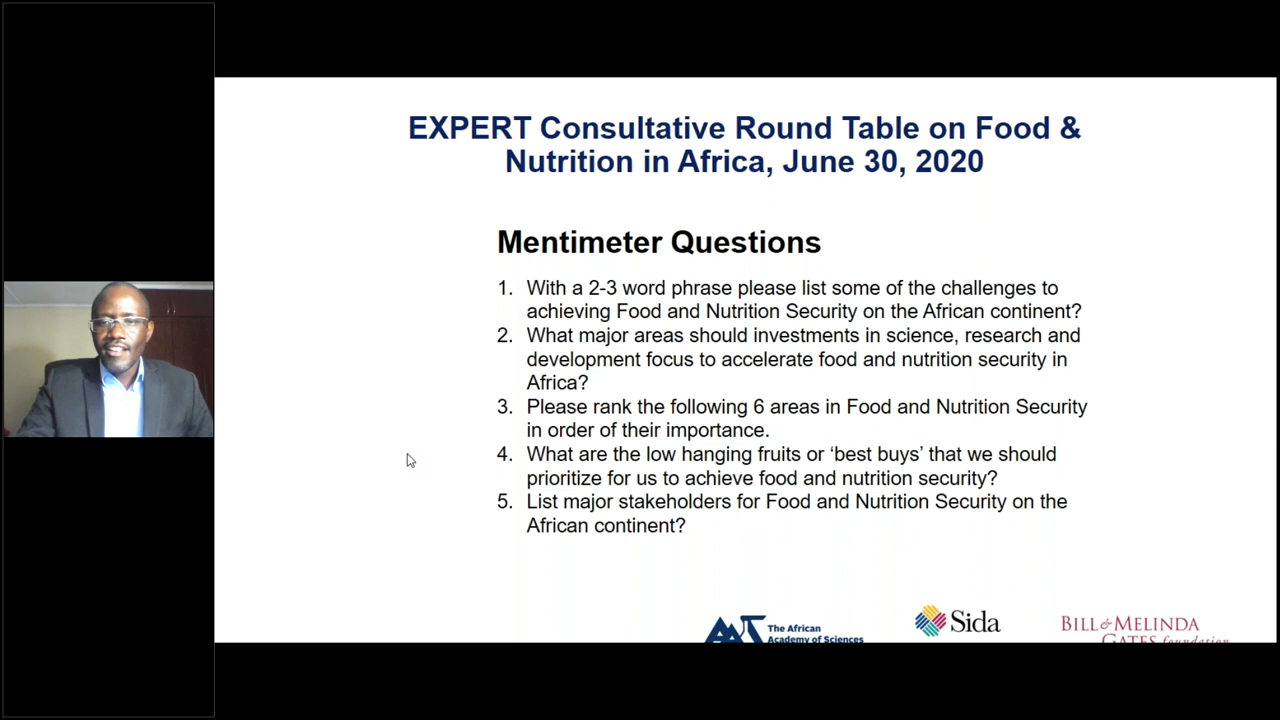 EXPERT Consultative Round Table on Food &
Nutrition in Africa, June 30, 2020
Mentimeter Questions
1. With a 2-3 word phrase please list some of the challenges to
achieving Food and Nutrition Security on the African continent?
2. What major areas should investments in science, research and
development focus to accelerate food and nutrition security in
Africa?
3. Please rank the following 6 areas in Food and Nutrition Security
in order of their importance.
4. What are the low hanging fruits or ‘best buys’ that we should
prioritize for us to achieve food and nutrition security?
5. List major stakeholders for Food and Nutrition Security on the
African continent?
The African
Academy of Sciences
Sida
BILL & MELINDA
GATES foundation